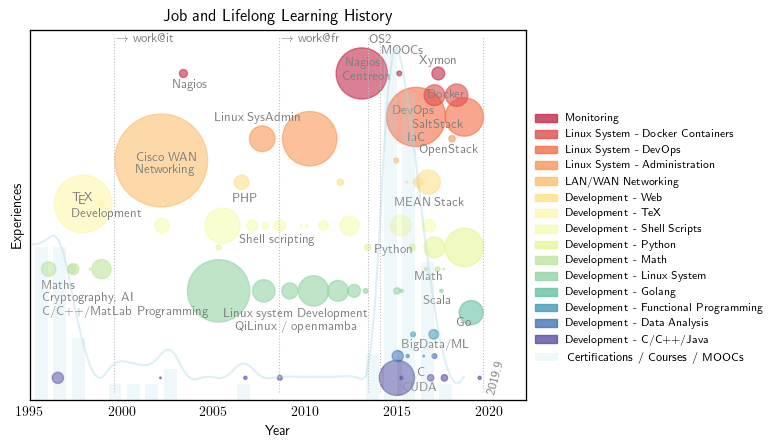 Job and Lifelong Learning History
→ work@it
→ work@fr
OS2
MOOCs
Xymon
Nagios
Centreon
Nagios
Docker
Linux SysAdmin
DevOps
SaltStack
IaC
OpenStack
Cisco WAN
Networking
TEX
Development
PHP
MEAN Stack
Shell scripting
Python
Maths
Cryptography, AI
C/C++/MatLab Programming
Math
Linux system Development
QiLinux / openmamba
Scala
Go
BigData/ML
C
CUDA
2019.9
Experiences
1995
2000
2005
2010
2015
2020
Year
Monitoring
Linux System - Docker Containers
Linux System - DevOps
Linux System - Administration
LAN/WAN Networking
Development - Web
Development - TeX
Development - Shell Scripts
Development - Python
Development - Math
Development - Linux System
Development - Golang
Development - Functional Programming
Development - Data Analysis
Development - C/C++/Java
Certifications / Courses / MOOCs